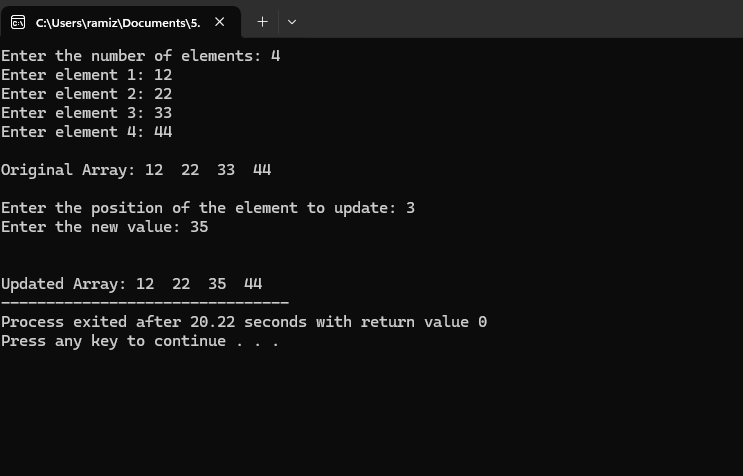 C:\Users\ramiz\Documents\5.
Enter the number of elements: 4
Enter element 1: 12
Enter element 2: 22
Enter element 3: 33
Enter element 4: 44
Original Array: 12  22  33  44
Enter the position of the element to update: 3
Enter the new value: 35
Updated Array: 12  22  35  44
--------------------------------
Process exited after 20.22 seconds with return value 0
Press any key to continue . . .